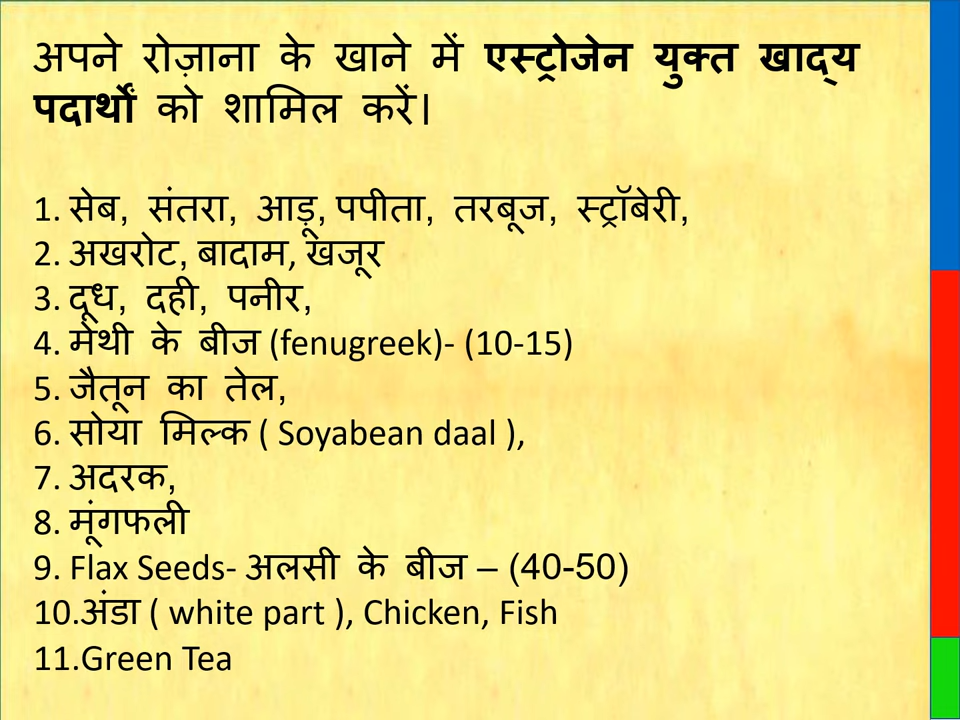 अपने रोज़ाना के खाने में एस्ट्रोजेन युक्त खाद्य
पदार्थों को शामिल करें।
1. सेब, संतरा, आड़ू, पपीता, तरबूज, स्ट्रॉबेरी,
2. अखरोट, बादाम, खजूर
3. दूध, दही, पनीर,
4. मेथी के बीज (fenugreek)- (10-15)
5. जैतून का तेल,
6. सोया मिल्क ( Soyabean daal ),
7. अदरक,
8. मूंगफली
9. Flax Seeds- अलसी के बीज – (40-50)
10.अंडा ( white part ), Chicken, Fish
11.Green Tea